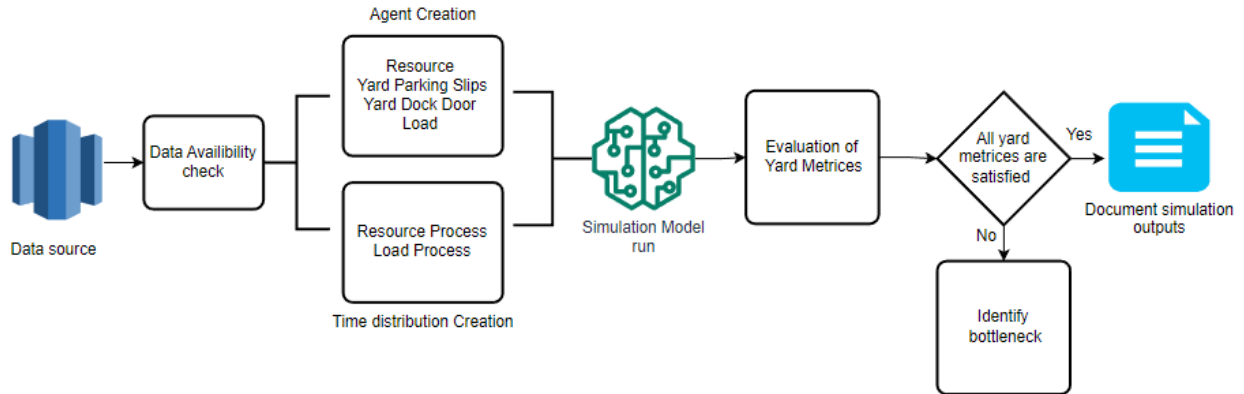 Agent Creation
Resource
Yard Parking Slips
Yard Dock Door
Load
Data Availibility
check
Data source
Resource Process
Load Process
Time distribution Creation
Simulation Model
run
Evaluation of
Yard Metrices
All yard
metrices are
satisfied
Yes
Document simulation
outputs
No
Identify
bottleneck